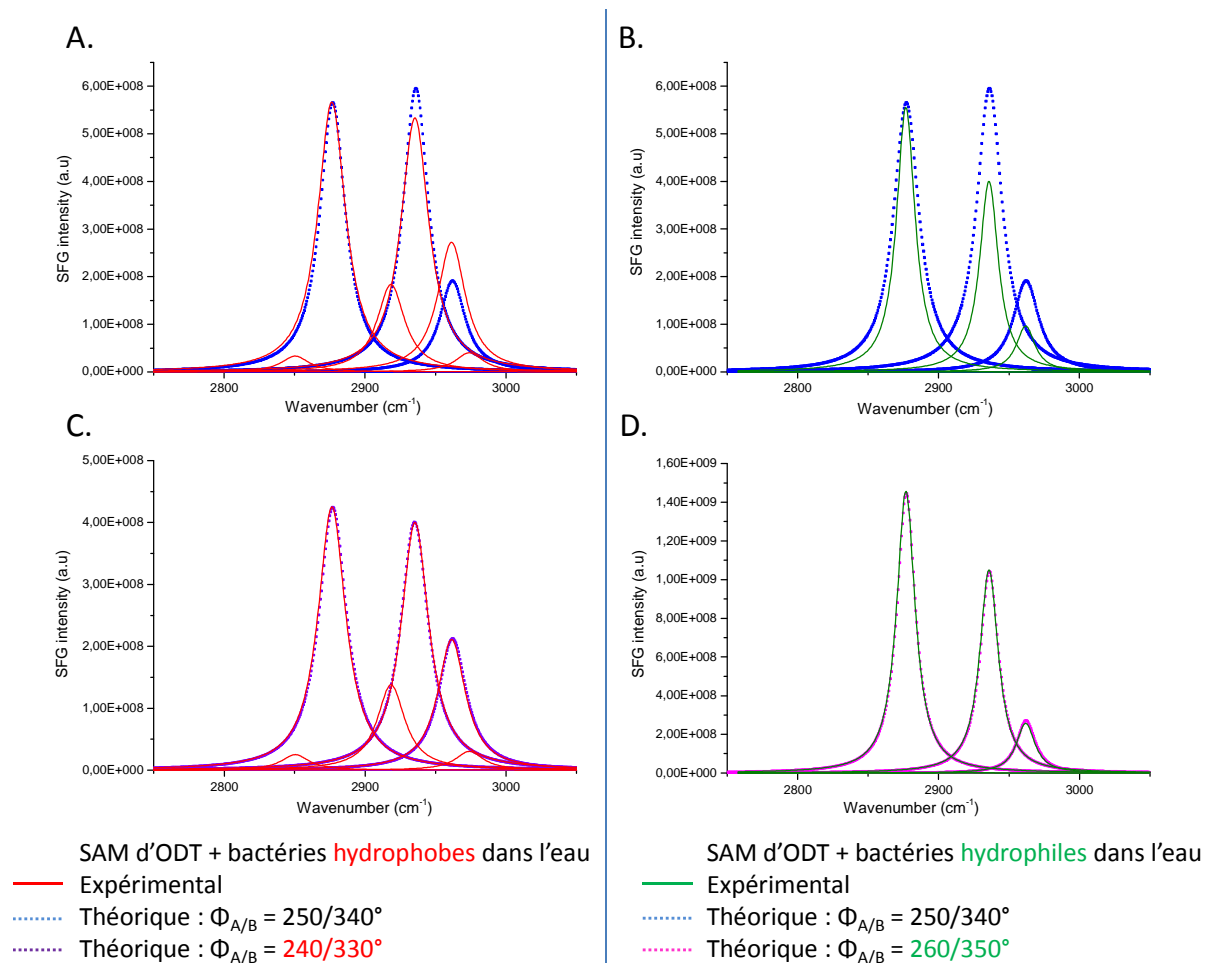 A.
SFG intensity (a.u)
6,00E+008
5,00E+008
4,00E+008
3,00E+008
2,00E+008
1,00E+008
0,00E+000
2800
2900
3000
Wavenumber (cm⁻¹)
B.
SFG intensity (a.u)
6,00E+008
5,00E+008
4,00E+008
3,00E+008
2,00E+008
1,00E+008
0,00E+000
2800
2900
3000
Wavenumber (cm⁻¹)
C.
SFG intensity (a.u)
5,00E+008
4,00E+008
3,00E+008
2,00E+008
1,00E+008
0,00E+000
2800
2900
3000
Wavenumber (cm⁻¹)
D.
SFG intensity (a.u)
1,60E+009
1,40E+009
1,20E+009
1,00E+009
8,00E+008
6,00E+008
4,00E+008
2,00E+008
0,00E+000
2800
2900
3000
Wavenumber (cm⁻¹)
SAM d'ODT + bactéries hydrophobes dans l'eau
Expérimental
Théorique : Φ_A/B = 250/340°
Théorique : Φ_A/B = 240/330°
SAM d'ODT + bactéries hydrophiles dans l'eau
Expérimental
Théorique : Φ_A/B = 250/340°
Théorique : Φ_A/B = 260/350°